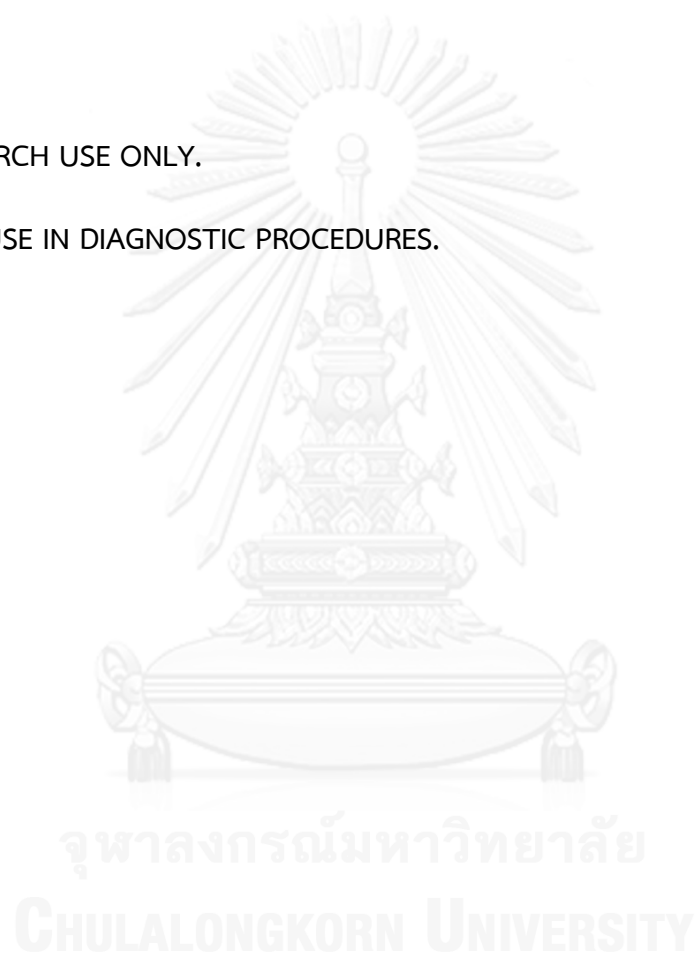 RCH USE ONLY.
USE IN DIAGNOSTIC PROCEDURES.
จุฬาลงกรณ์มหาวิทยาลัย
CHULALONGKORN UNIVERSITY